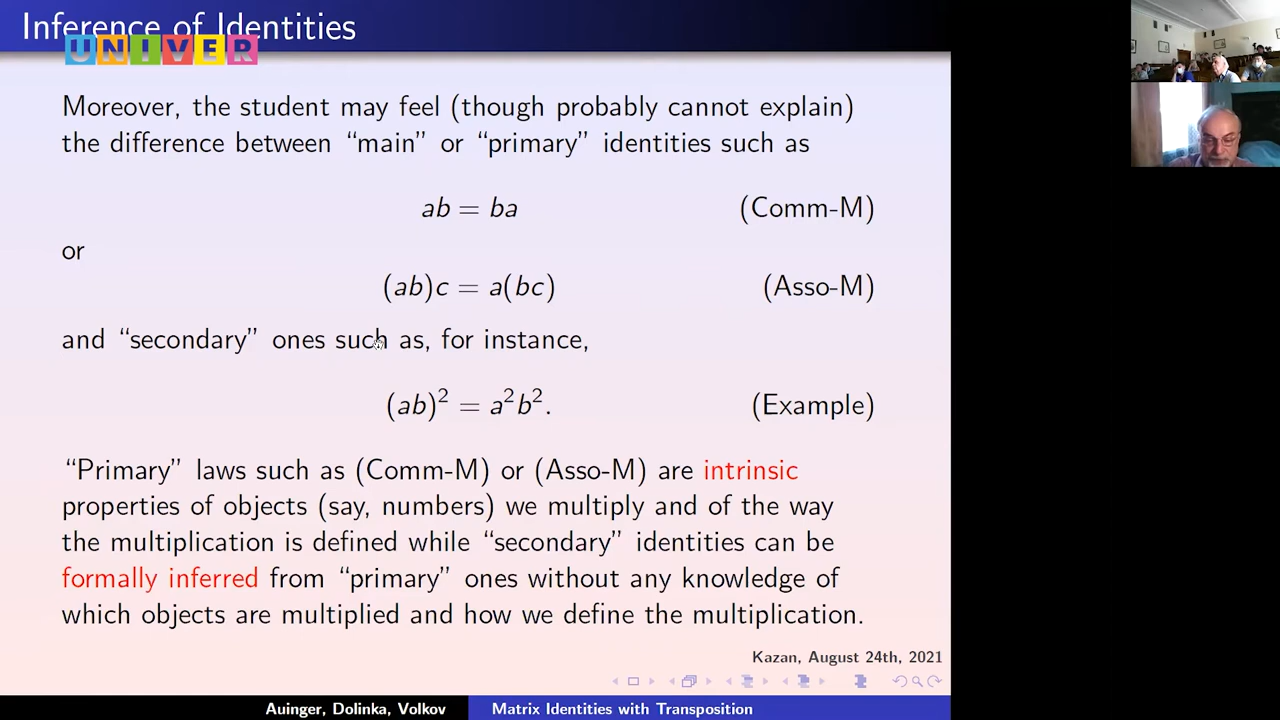 Inference of Identities
UNIVER
Moreover, the student may feel (though probably cannot explain)
the difference between “main” or “primary” identities such as
ab = ba (Comm-M)
or
(ab)c = a(bc) (Asso-M)
and “secondary” ones such as, for instance,
(ab)² = a²b². (Example)
“Primary” laws such as (Comm-M) or (Asso-M) are intrinsic
properties of objects (say, numbers) we multiply and of the way
the multiplication is defined while “secondary” identities can be
formally inferred from “primary” ones without any knowledge of
which objects are multiplied and how we define the multiplication.
Kazan, August 24th, 2021
Auinger, Dolinka, Volkov Matrix Identities with Transposition